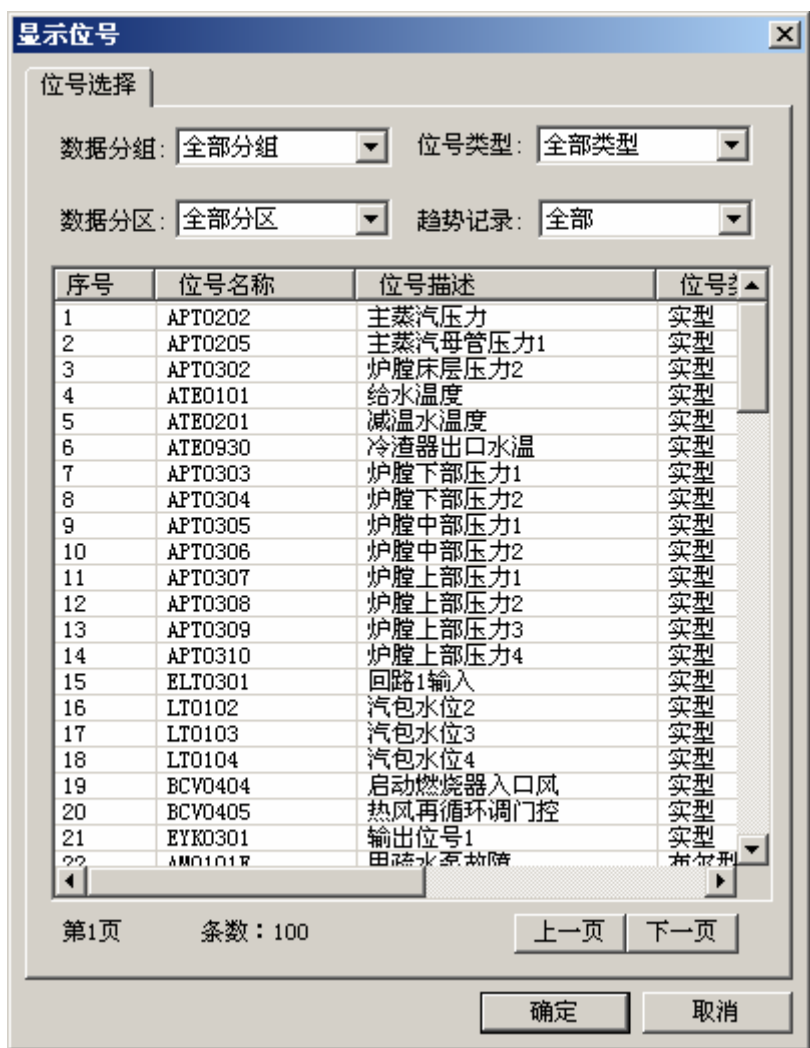 显示位号
位号选择
数据分组: 全部分组 位号类型: 全部类型
数据分区: 全部分区 趋势记录: 全部
序号 位号名称 位号描述 位号类
1 APT0202 主蒸汽压力 实型
2 APT0205 主蒸汽母管压力1 实型
3 APT0302 炉膛床层压力2 实型
4 ATE0101 给水温度 实型
5 ATE0201 减温水温度 实型
6 ATE0930 冷渣器出口水温 实型
7 APT0303 炉膛下部压力1 实型
8 APT0304 炉膛下部压力2 实型
9 APT0305 炉膛中部压力1 实型
10 APT0306 炉膛中部压力2 实型
11 APT0307 炉膛上部压力1 实型
12 APT0308 炉膛上部压力2 实型
13 APT0309 炉膛上部压力3 实型
14 APT0310 炉膛上部压力4 实型
15 ELT0301 回路1输入 实型
16 LT0102 汽包水位2 实型
17 LT0103 汽包水位3 实型
18 LT0104 汽包水位4 实型
19 BCV0404 启动燃烧器入口风 实型
20 BCV0405 热风再循环调门控 实型
21 EYK0301 输出位号1 实型
22 布尔型
第1页 条数：100 上一页 下一页
确定 取消